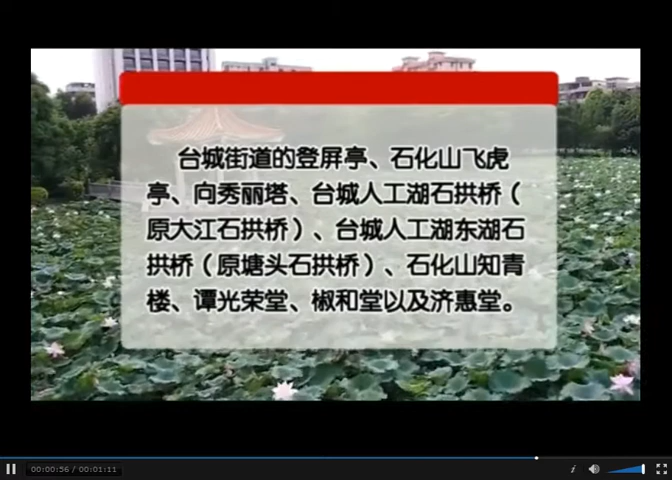 台城街道的登屏亭、石化山飞虎
亭、向秀丽塔、台城人工湖石拱桥（
原大江石拱桥）、台城人工湖东湖石
拱桥（原塘头石拱桥）、石化山知青
楼、谭光荣堂、椒和堂以及济惠堂。
00:00:56 / 00:01:11